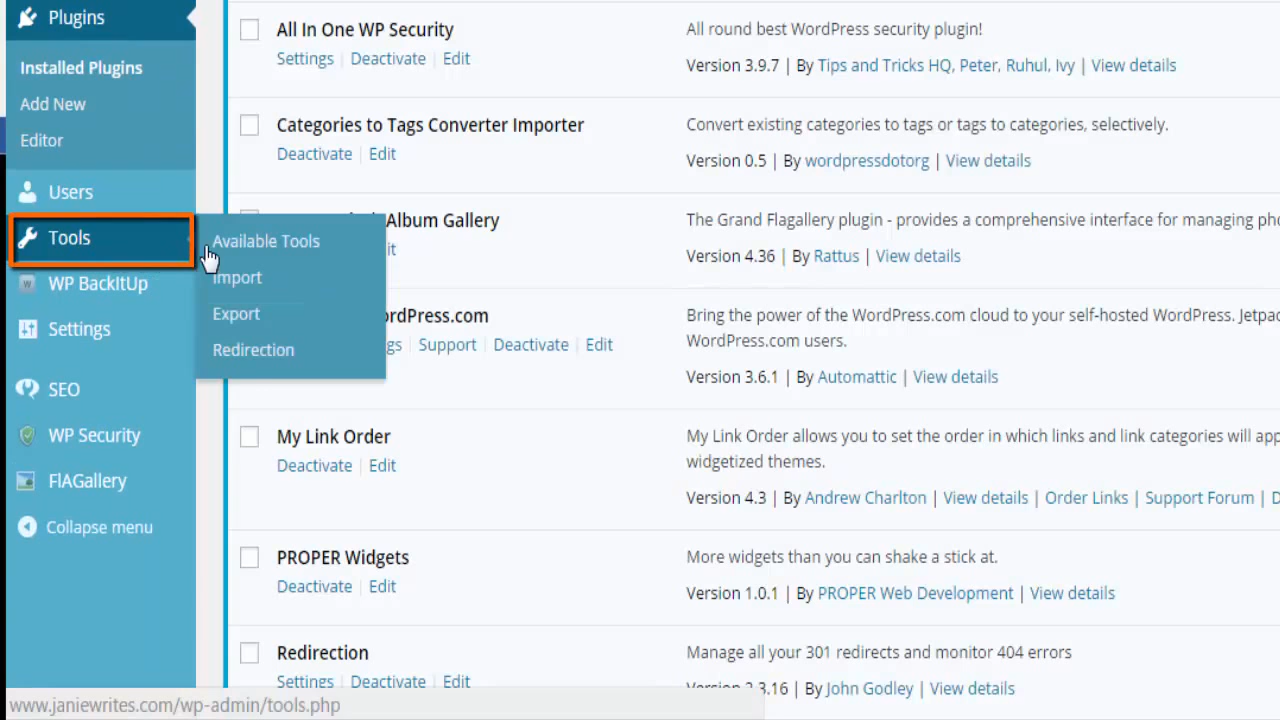 Plugins
Installed Plugins
Add New
Editor
Users
Tools
WP BackItUp
Settings
SEO
WP Security
FlAGallery
Collapse menu
Available Tools
Import
Export
Redirection
All In One WP Security
Settings | Deactivate | Edit
All round best WordPress security plugin!
Version 3.9.7 | By Tips and Tricks HQ, Peter, Ruhul, Ivy | View details
Categories to Tags Converter Importer
Deactivate | Edit
Convert existing categories to tags or tags to categories, selectively.
Version 0.5 | By wordpressdotorg | View details
Album Gallery
The Grand Flagallery plugin - provides a comprehensive interface for managing
Version 4.36 | By Rattus | View details
Support | Deactivate | Edit
Bring the power of the WordPress.com cloud to your self-hosted WordPress.
WordPress.com users.
Version 3.6.1 | By Automattic | View details
My Link Order
Deactivate | Edit
My Link Order allows you to set the order in which links and link categories will
widgetized themes.
Version 4.3 | By Andrew Charlton | View details | Order Links | Support Forum |
PROPER Widgets
Deactivate | Edit
More widgets than you can shake a stick at.
Version 1.0.1 | By PROPER Web Development | View details
Redirection
Settings | Deactivate | Edit
Manage all your 301 redirects and monitor 404 errors
3.16 | By John Godley | View details
www.janiewrites.com/wp-admin/tools.php